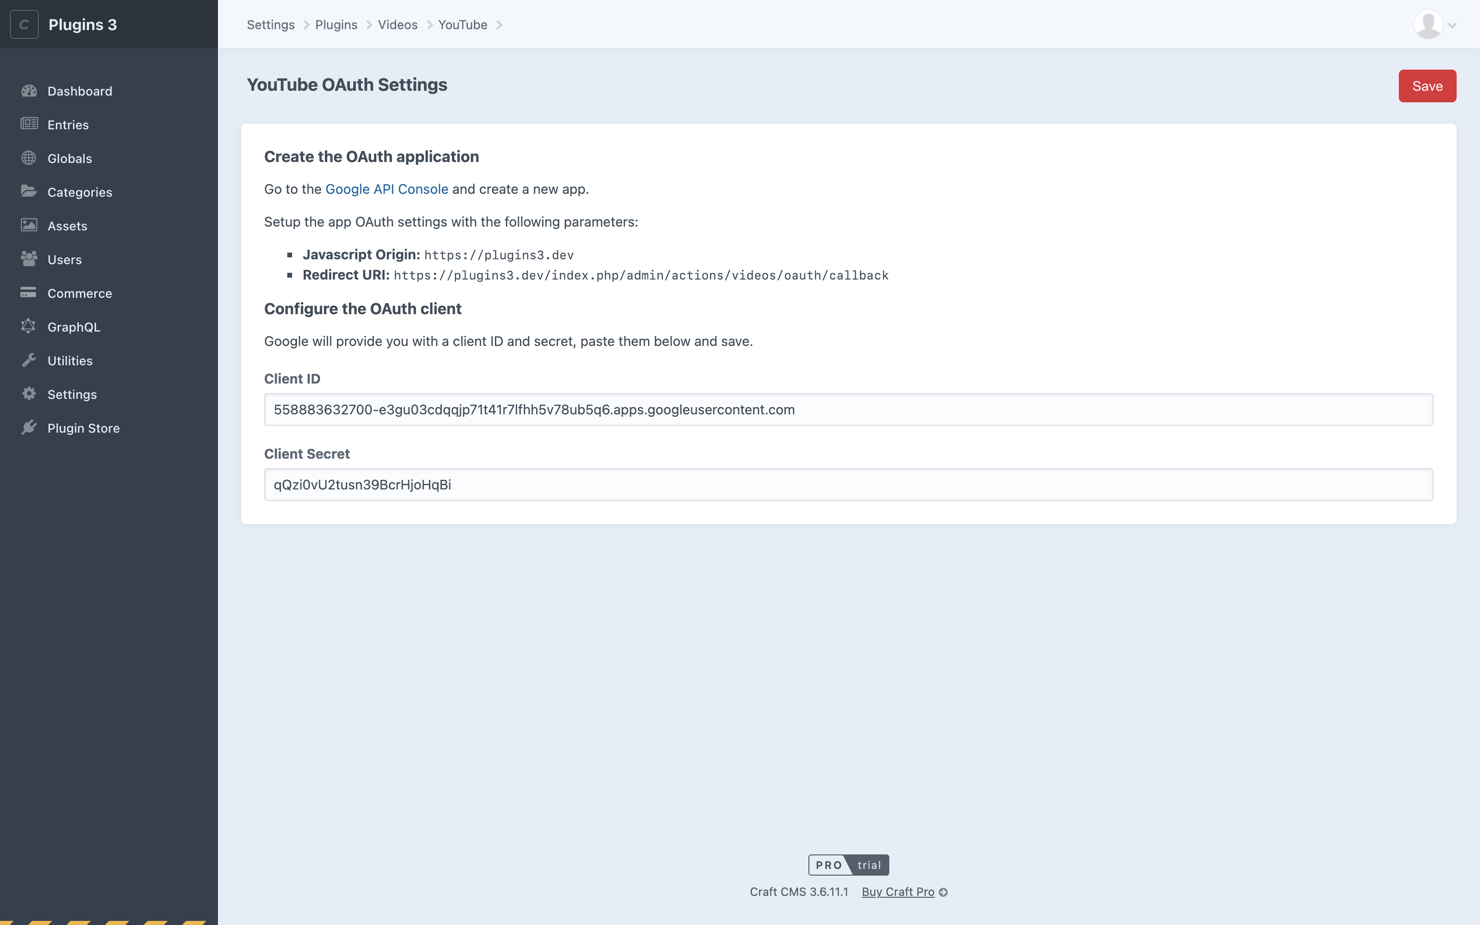 C Plugins 3
Settings Plugins Videos YouTube
Dashboard
Entries
Globals
Categories
Assets
Users
Commerce
GraphQL
Utilities
Settings
Plugin Store
YouTube OAuth Settings
Save
Create the OAuth application
Go to the Google API Console and create a new app.
Setup the app OAuth settings with the following parameters:
Javascript Origin: https://plugins3.dev
Redirect URI: https://plugins3.dev/index.php/admin/actions/videos/oauth/callback
Configure the OAuth client
Google will provide you with a client ID and secret, paste them below and save.
Client ID
558883632700-e3gu03cdqqjp71t41r7lfhh5v78ub5q6.apps.googleusercontent.com
Client Secret
qQzi0vU2tusn39BcrHjoHqBi
PRO trial
Craft CMS 3.6.11.1 Buy Craft Pro